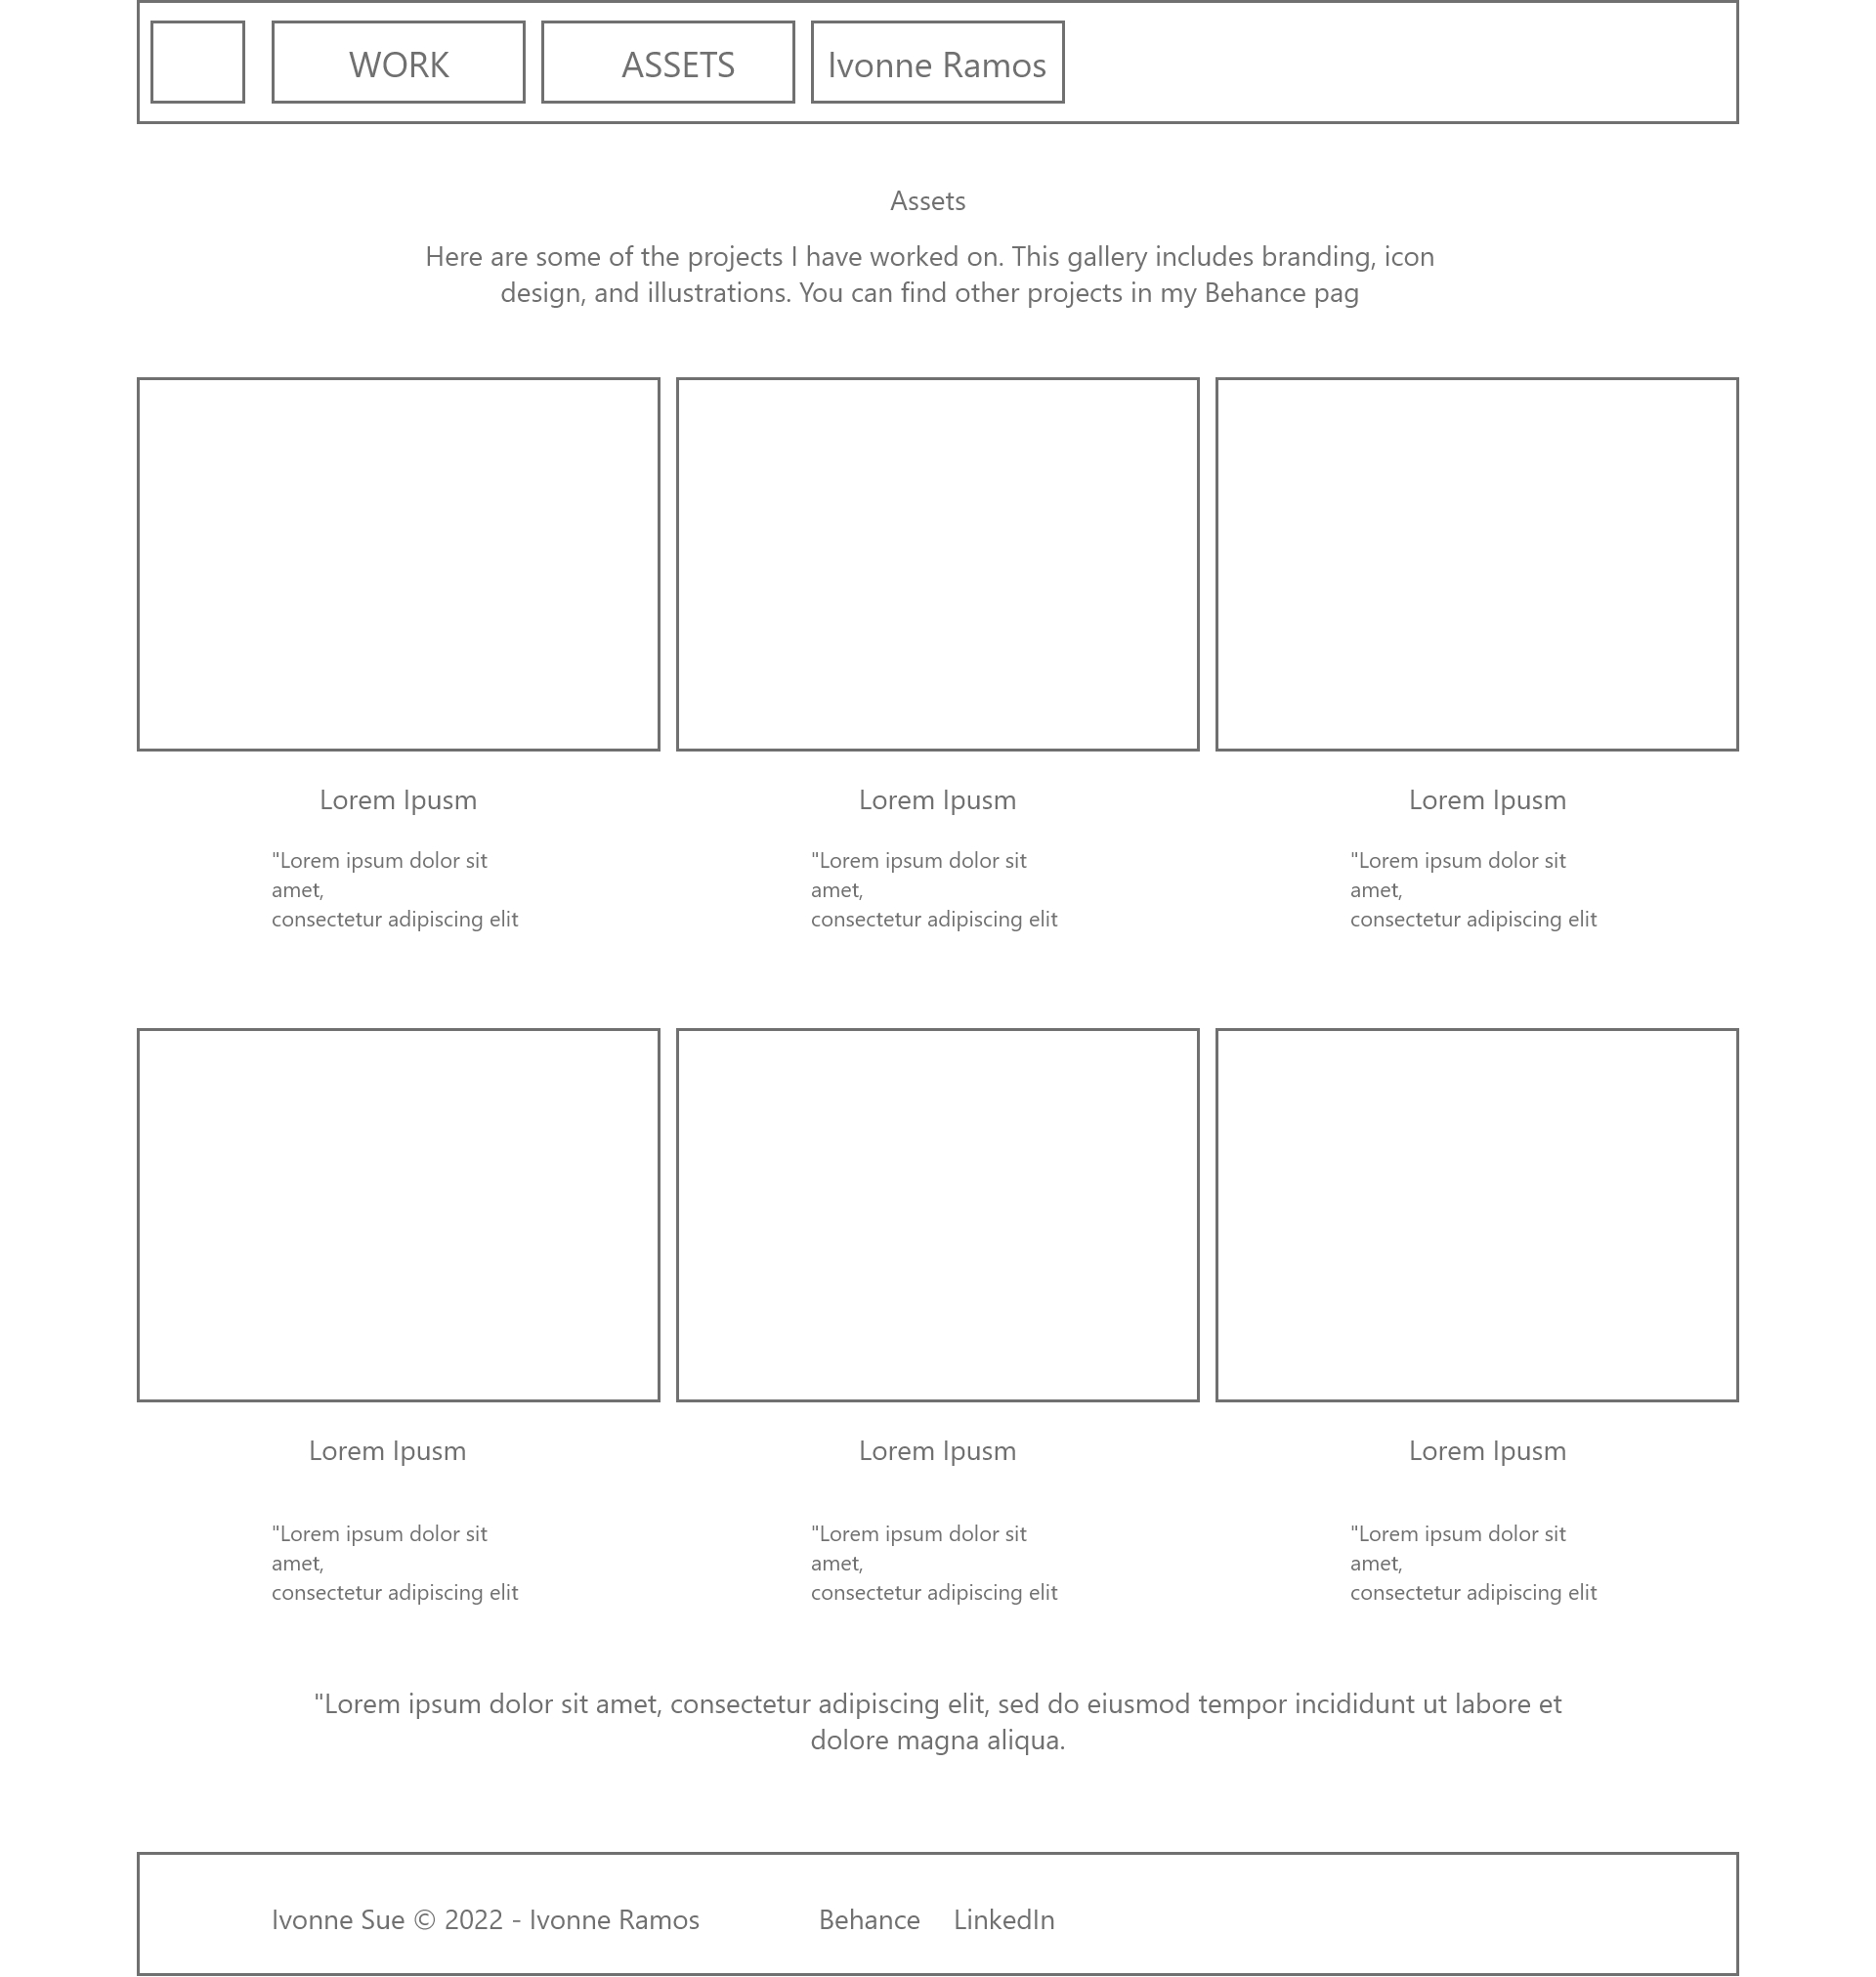 WORK ASSETS Ivonne Ramos
Assets
Here are some of the projects I have worked on. This gallery includes branding, icon
design, and illustrations. You can find other projects in my Behance pag
Lorem Ipusm
"Lorem ipsum dolor sit
amet,
consectetur adipiscing elit
Lorem Ipusm
"Lorem ipsum dolor sit
amet,
consectetur adipiscing elit
Lorem Ipusm
"Lorem ipsum dolor sit
amet,
consectetur adipiscing elit
Lorem Ipusm
"Lorem ipsum dolor sit
amet,
consectetur adipiscing elit
Lorem Ipusm
"Lorem ipsum dolor sit
amet,
consectetur adipiscing elit
Lorem Ipusm
"Lorem ipsum dolor sit
amet,
consectetur adipiscing elit
"Lorem ipsum dolor sit amet, consectetur adipiscing elit, sed do eiusmod tempor incididunt ut labore et
dolore magna aliqua.
Ivonne Sue © 2022 - Ivonne Ramos Behance LinkedIn